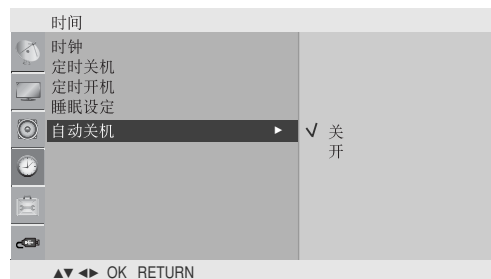 时间
时钟
定时关机
定时开机
睡眠设定
自动关机 ▶ √ 关
开
▲▼ ◀▶ OK RETURN